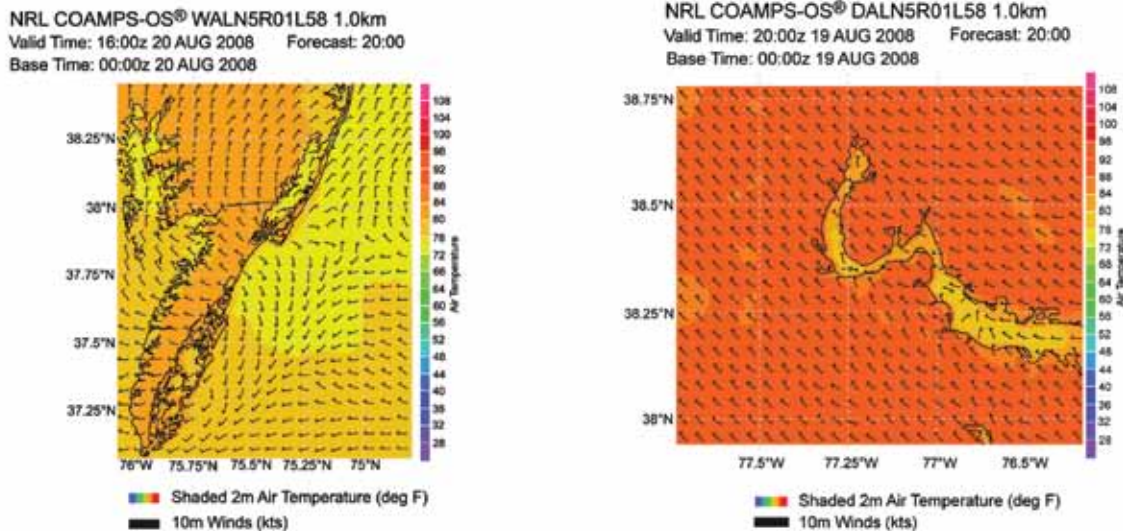 NRL COAMPS-OS® WALN5R01L58 1.0km
Valid Time: 16:00z 20 AUG 2008 Forecast: 20:00
Base Time: 00:00z 20 AUG 2008
38.25°N
38°N
37.75°N
37.5°N
37.25°N
76°W 75.75°N 75.5°W 75.25°N 75°N
108
104
100
98
92
88
84
80
78
72
68
64
60
56
52
48
44
40
36
32
28
Air Temperature
Shaded 2m Air Temperature (deg F)
10m Winds (kts)
NRL COAMPS-OS® DALN5R01L58 1.0km
Valid Time: 20:00z 19 AUG 2008 Forecast: 20:00
Base Time: 00:00z 19 AUG 2008
38.75°N
38.5°N
38.25°N
38°N
77.5°W 77.25°W 77°W 76.5°W
108
104
100
98
92
88
84
80
78
72
68
64
60
56
52
48
44
40
36
32
28
Air Temperature
Shaded 2m Air Temperature (deg F)
10m Winds (kts)